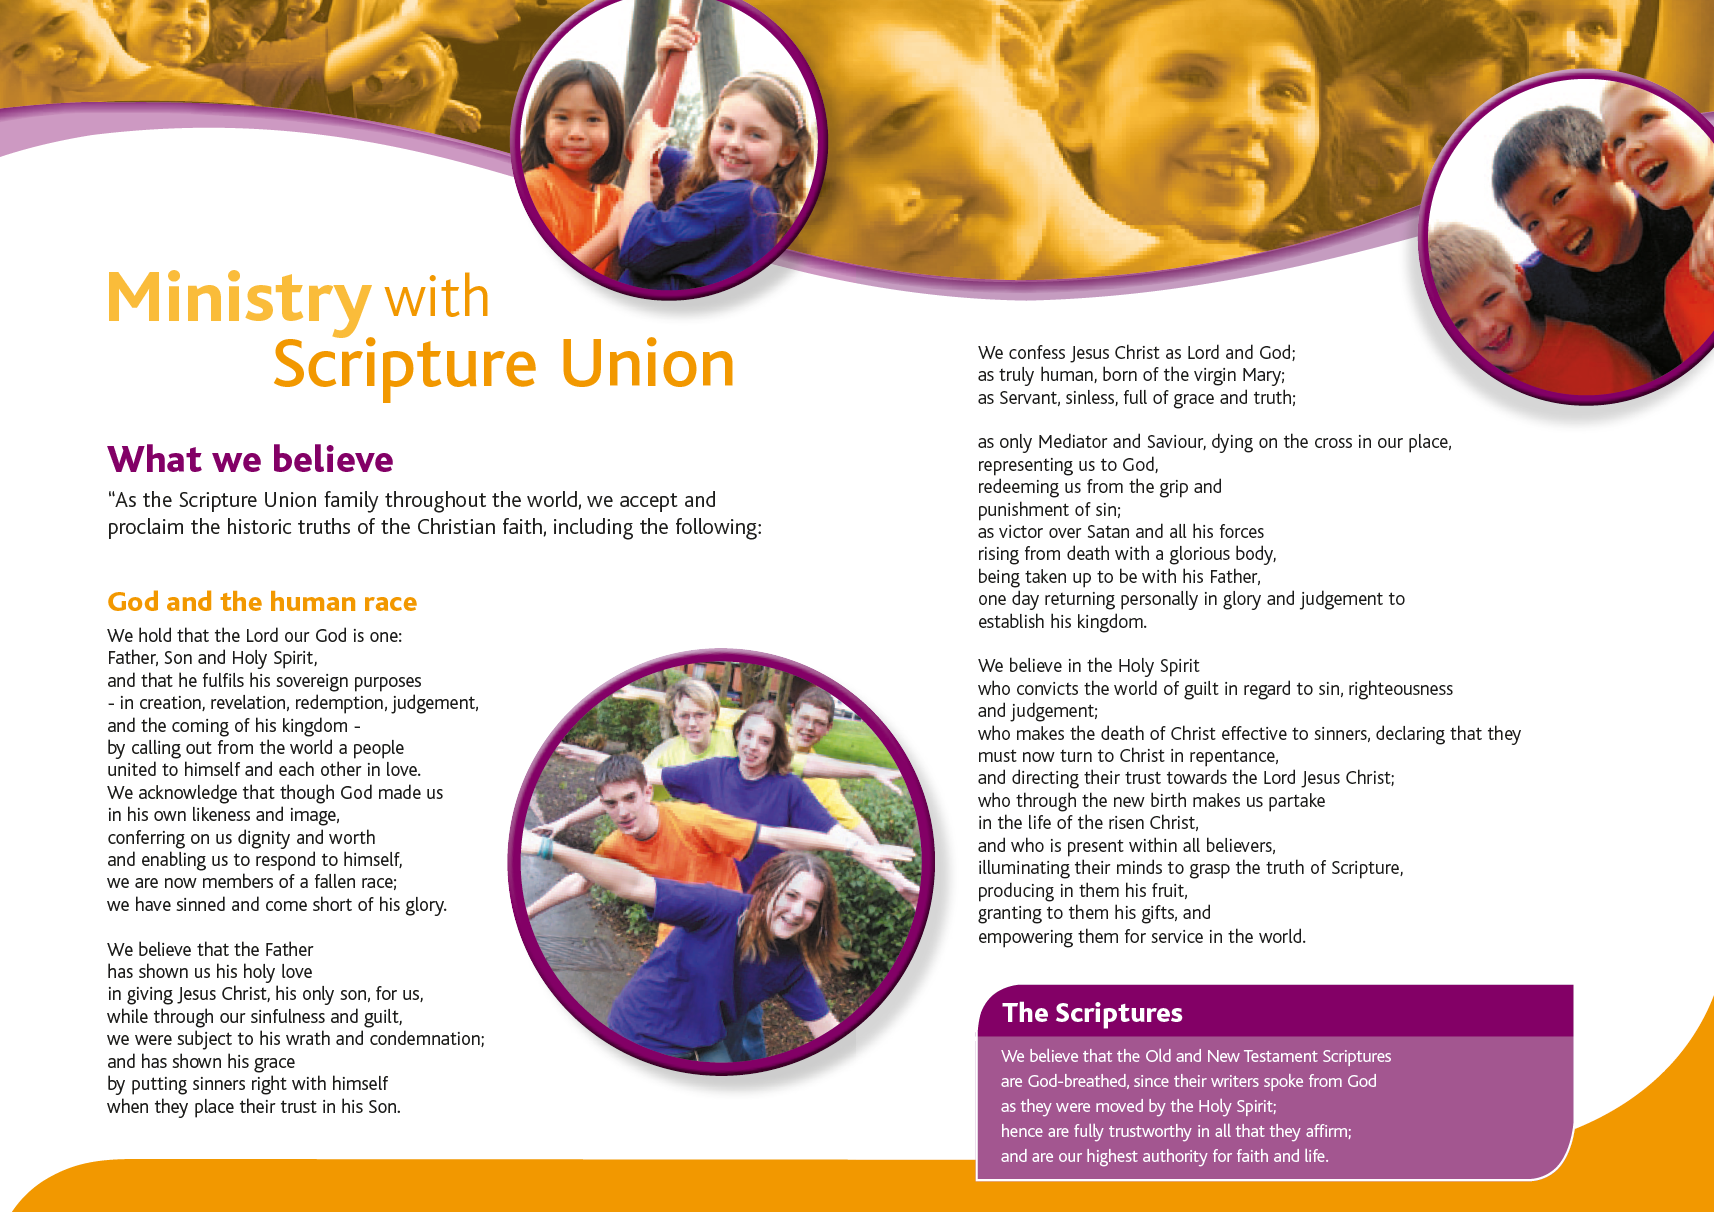 Ministry with
Scripture Union
What we believe
“As the Scripture Union family throughout the world, we accept and
proclaim the historic truths of the Christian faith, including the following:
God and the human race
We hold that the Lord our God is one:
Father, Son and Holy Spirit,
and that he fulfils his sovereign purposes
- in creation, revelation, redemption, judgement,
and the coming of his kingdom -
by calling out from the world a people
united to himself and each other in love.
We acknowledge that though God made us
in his own likeness and image,
conferring on us dignity and worth
and enabling us to respond to himself,
we are now members of a fallen race;
we have sinned and come short of his glory.
We believe that the Father
has shown us his holy love
in giving Jesus Christ, his only son, for us,
while through our sinfulness and guilt,
we were subject to his wrath and condemnation;
and has shown his grace
by putting sinners right with himself
when they place their trust in his Son.
We confess Jesus Christ as Lord and God;
as truly human, born of the virgin Mary;
as Servant, sinless, full of grace and truth;
as only Mediator and Saviour, dying on the cross in our place,
representing us to God,
redeeming us from the grip and
punishment of sin;
as victor over Satan and all his forces
rising from death with a glorious body,
being taken up to be with his Father,
one day returning personally in glory and judgement to
establish his kingdom.
We believe in the Holy Spirit
who convicts the world of guilt in regard to sin, righteousness
and judgement;
who makes the death of Christ effective to sinners, declaring that they
must now turn to Christ in repentance,
and directing their trust towards the Lord Jesus Christ;
who through the new birth makes us partake
in the life of the risen Christ,
and who is present within all believers,
illuminating their minds to grasp the truth of Scripture,
producing in them his fruit,
granting to them his gifts, and
empowering them for service in the world.
The Scriptures
We believe that the Old and New Testament Scriptures
are God-breathed, since their writers spoke from God
as they were moved by the Holy Spirit;
hence are fully trustworthy in all that they affirm;
and are our highest authority for faith and life.